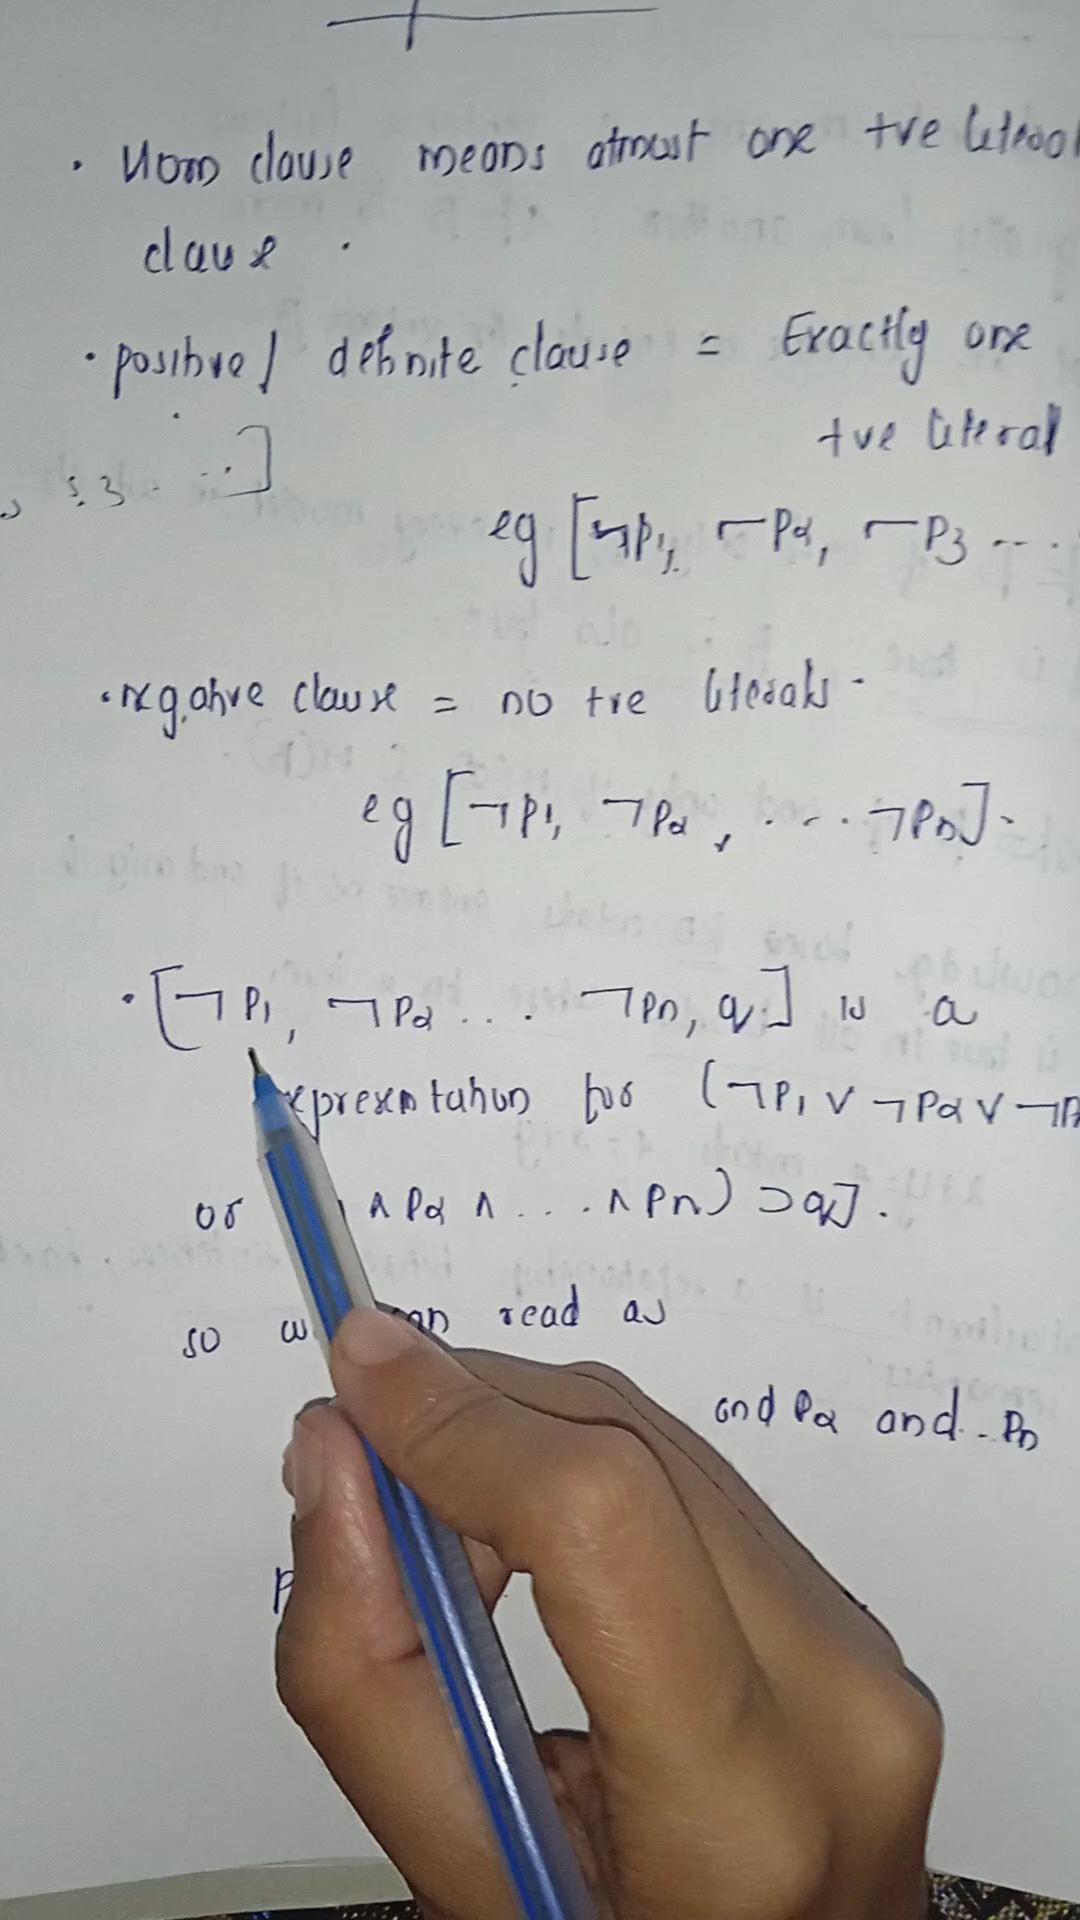 • Horn clause means atmost one +ve literal
clause .
• positive / definite clause = Exactly one
+ve literal
eg [¬P1, ¬P2, ¬P3 ...
• negative clause = no +ve literals.
eg [¬P1, ¬P2, .... ¬Pn].
• [¬P1, ¬P2 ... ¬Pn, q] is a
representation for (¬P1 ∨ ¬P2 ∨ ¬P
or ∧ P2 ∧ ... ∧ Pn) ⊃ q].
so we can read as
and P2 and .. Pn